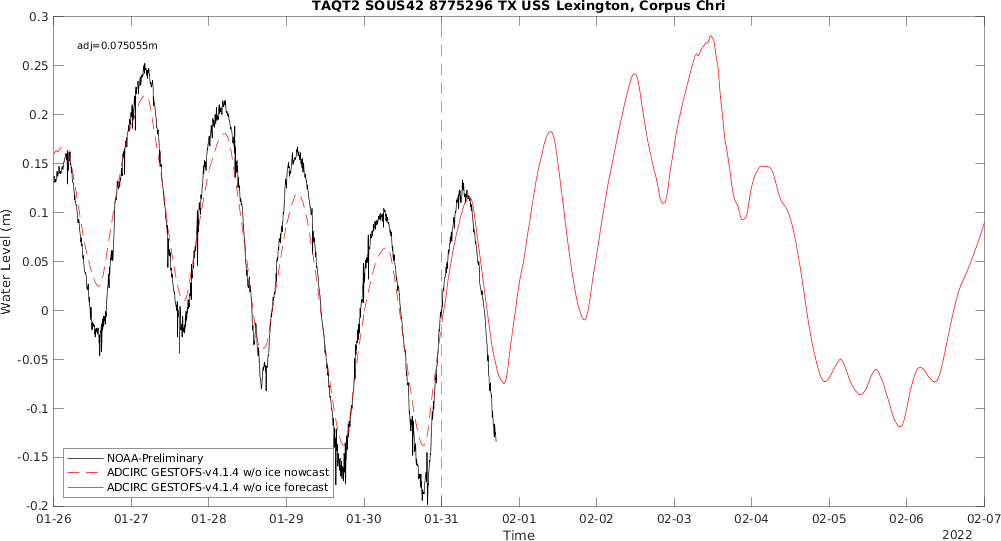 TAQT2 SOUS42 8775296 TX USS Lexington, Corpus Chri
adj=0.075055m
0.3
0.25
0.2
0.15
0.1
0.05
0
-0.05
-0.1
-0.15
-0.2
Water Level (m)
NOAA-Preliminary
ADCIRC GESTOFS-v4.1.4 w/o ice nowcast
ADCIRC GESTOFS-v4.1.4 w/o ice forecast
01-26 01-27 01-28 01-29 01-30 01-31 02-01 02-02 02-03 02-04 02-05 02-06 02-07
Time
2022